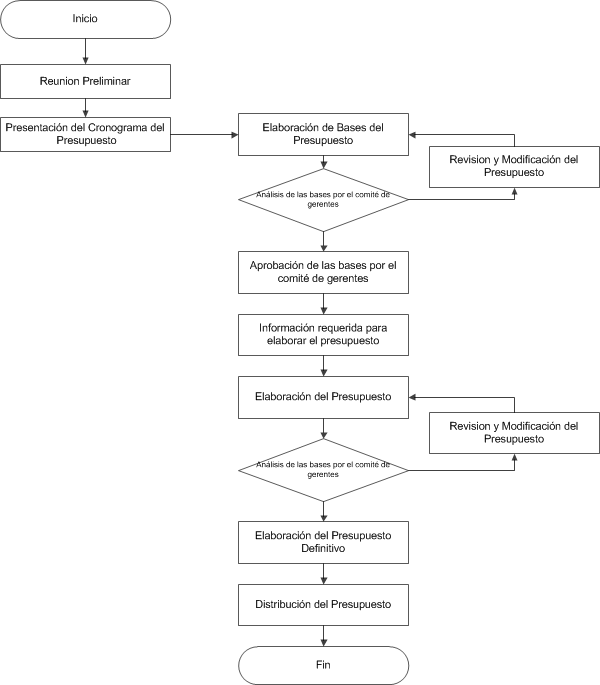 Inicio
Reunion Preliminar
Presentación del Cronograma del
Presupuesto
Elaboración de Bases del
Presupuesto
Revision y Modificación del
Presupuesto
Análisis de las bases por el comité de
gerentes
Aprobación de las bases por el
comité de gerentes
Información requerida para
elaborar el presupuesto
Elaboración del Presupuesto
Revision y Modificación del
Presupuesto
Análisis de las bases por el comité de
gerentes
Elaboración del Presupuesto
Definitivo
Distribución del Presupuesto
Fin